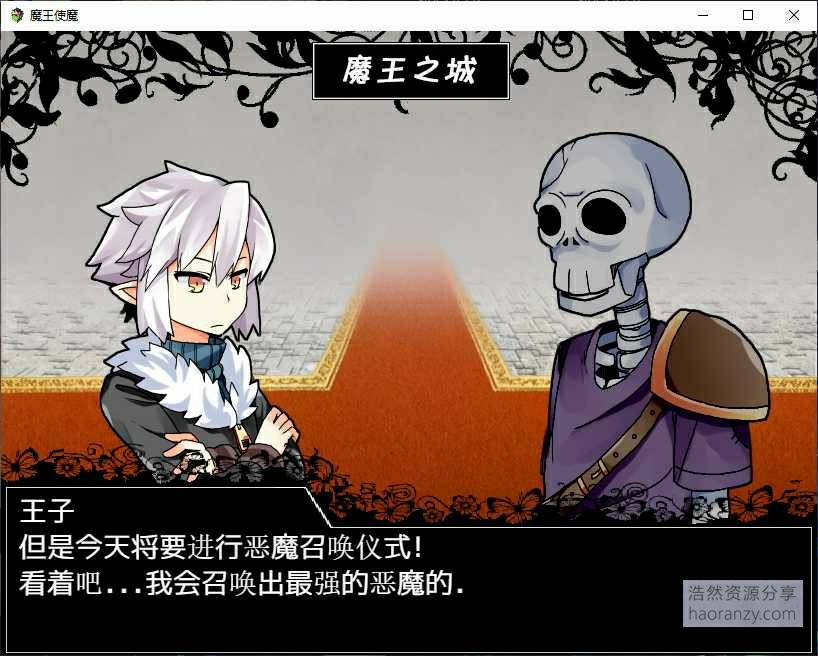 魔王使魔
魔王之城
王子
但是今天将要进行恶魔召唤仪式!
看着吧...我会召唤出最强的恶魔的.
浩然资源分享
haoranzy.com